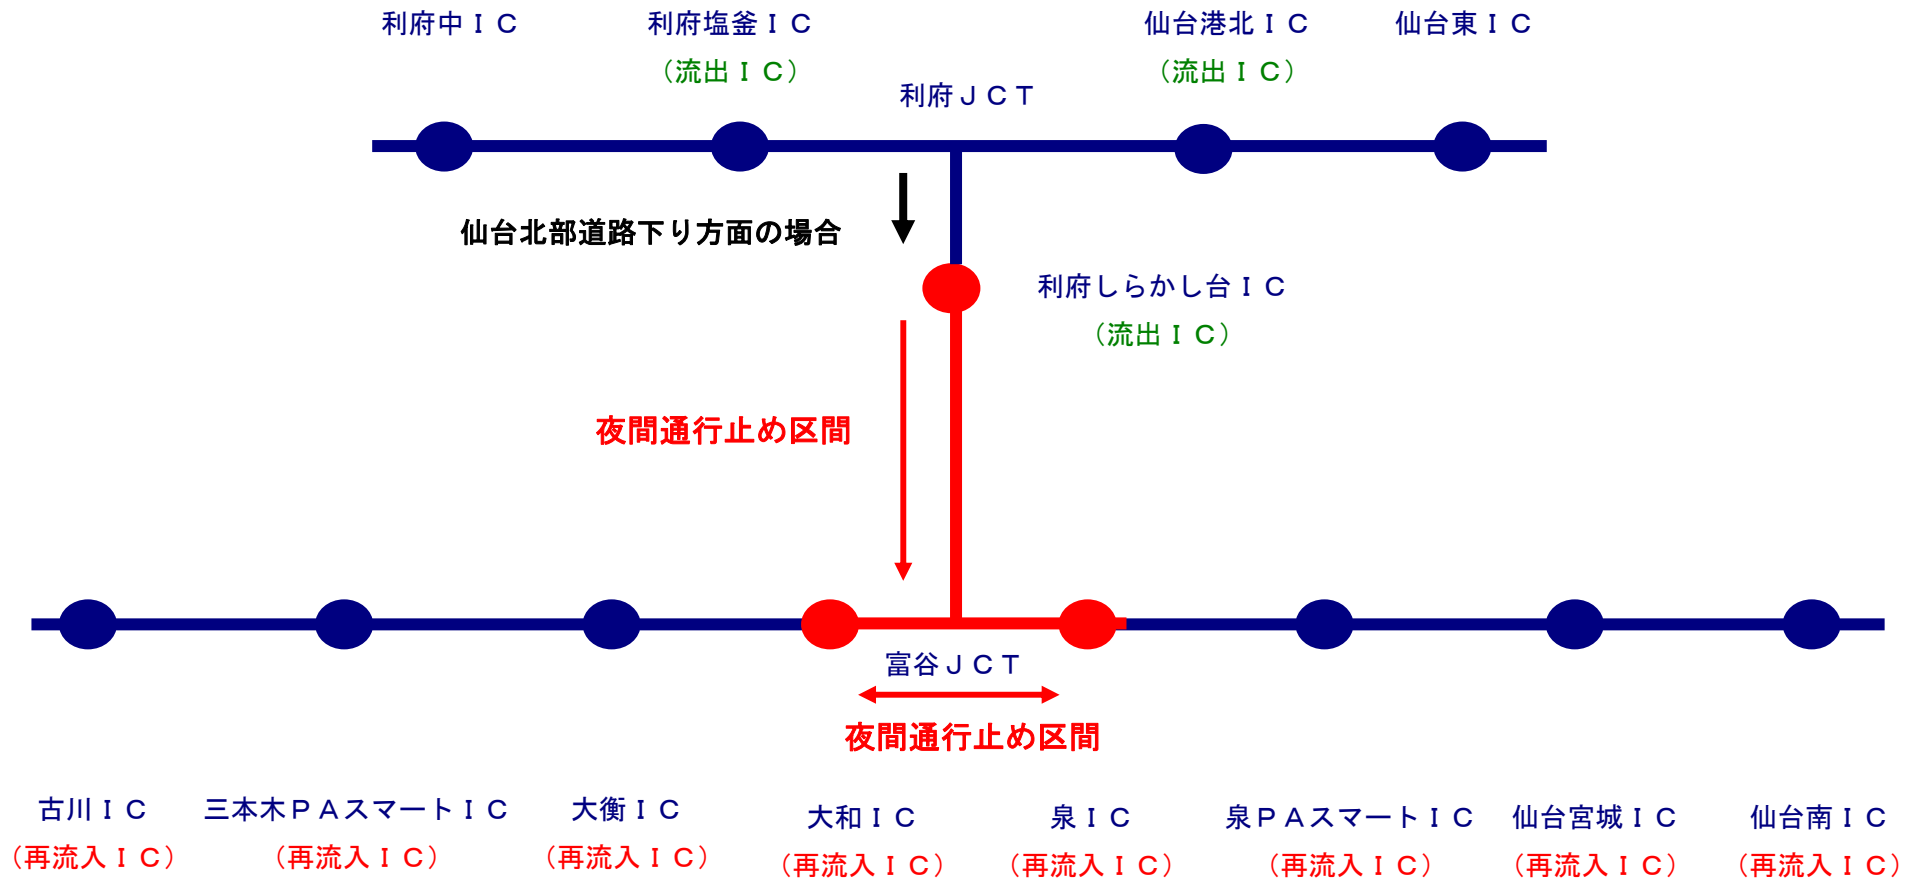 利府中ＩＣ
利府塩釜ＩＣ
仙台港北ＩＣ
仙台東ＩＣ
（流出ＩＣ）
（流出ＩＣ）
利府ＪＣＴ
仙台北部道路下り方面の場合
利府しらかし台ＩＣ
（流出ＩＣ）
夜間通行止め区間
富谷ＪＣＴ
夜間通行止め区間
古川ＩＣ
（再流入ＩＣ）
三本木ＰＡスマートＩＣ
（再流入ＩＣ）
大衡ＩＣ
（再流入ＩＣ）
大和ＩＣ
（再流入ＩＣ）
泉ＩＣ
（再流入ＩＣ）
泉ＰＡスマートＩＣ
（再流入ＩＣ）
仙台宮城ＩＣ
（再流入ＩＣ）
仙台南ＩＣ
（再流入ＩＣ）